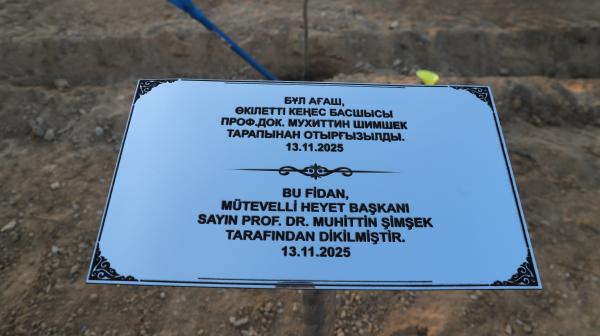 БҰЛ АҒАШ,
ӨКІЛЕТТІ КЕҢЕС БАСШЫСЫ
ПРОФ.ДОК. МУХИТТИН ШИМШЕК
ТАРАПЫНАН ОТЫРҒЫЗЫЛДЫ.
13.11.2025
BU FİDAN,
MÜTEVELLİ HEYET BAŞKANI
SAYIN PROF. DR. MUHİTTİN ŞİMŞEK
TARAFINDAN DİKİLMİŞTİR.
13.11.2025